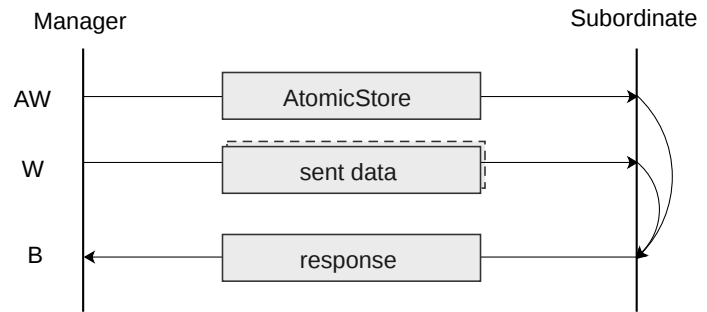 Manager
Subordinate
AW
AtomicStore
W
sent data
B
response